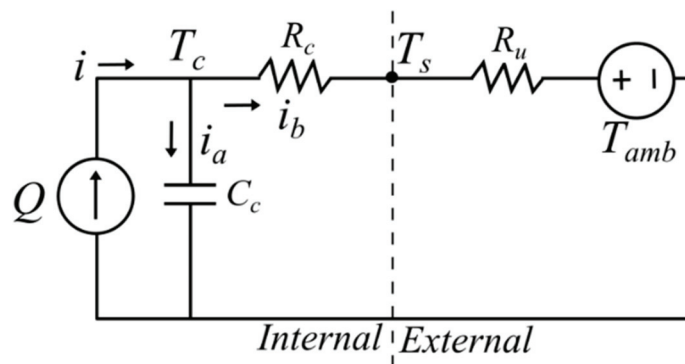 i T_c R_c T_s R_u
+ −
i_a i_b T_amb
Q C_c
Internal External